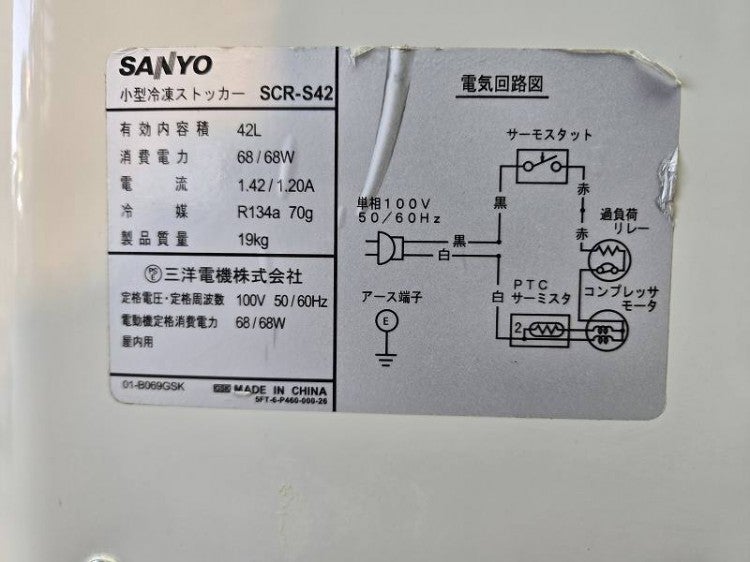 SANYO
小型冷凍ストッカー SCR-S42
有効内容積 42L
消費電力 68/68W
電流 1.42/1.20A
冷媒 R134a 70g
製品質量 19kg
三洋電機株式会社
定格電圧・定格周波数 100V 50/60Hz
電動機定格消費電力 68/68W
屋内用
01-B069GSK
GSK MADE IN CHINA
5FT-6-P460-000-26
電気回路図
サーモスタット
黒
赤
単相100V
50/60Hz
赤
過負荷
リレー
黒
白
アース端子
E
白
PTC
サーミスタ
2
コンプレッサ
モータ